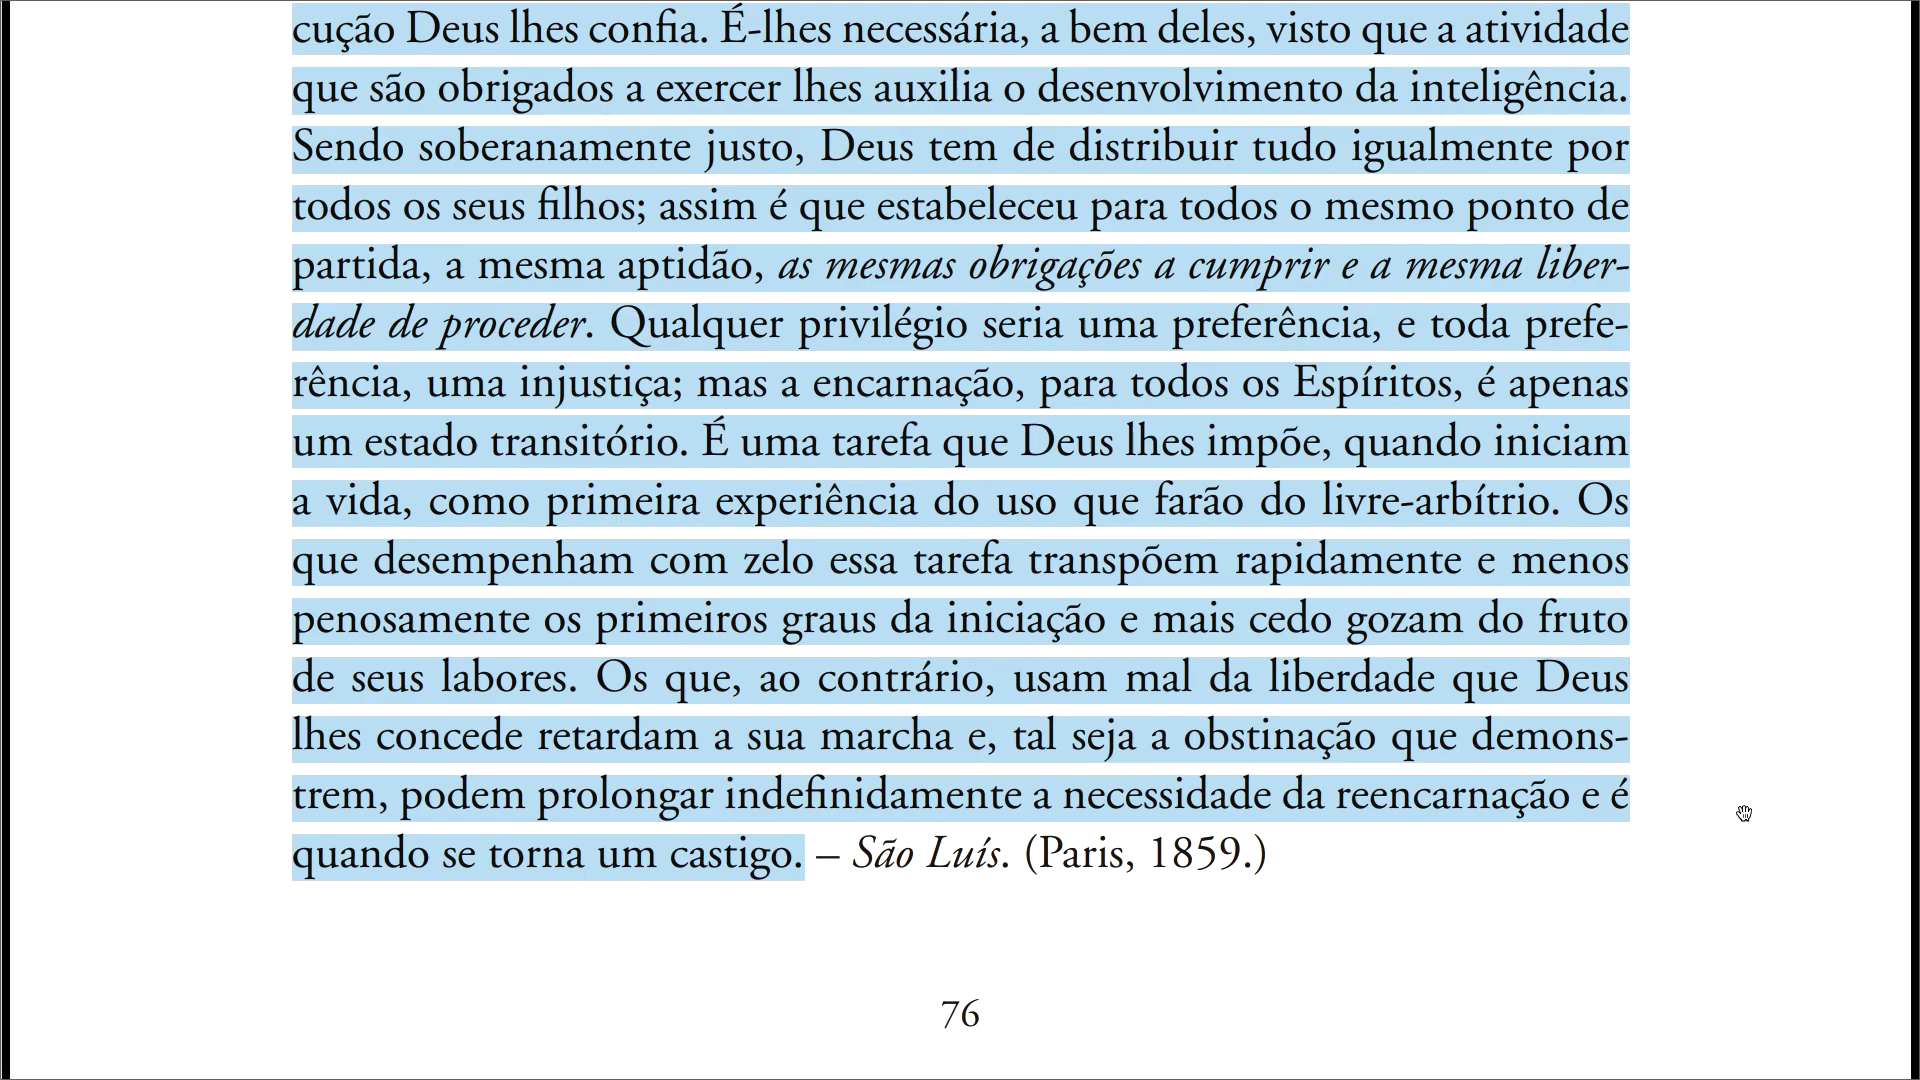 cução Deus lhes confia. É-lhes necessária, a bem deles, visto que a atividade
que são obrigados a exercer lhes auxilia o desenvolvimento da inteligência.
Sendo soberanamente justo, Deus tem de distribuir tudo igualmente por
todos os seus filhos; assim é que estabeleceu para todos o mesmo ponto de
partida, a mesma aptidão, as mesmas obrigações a cumprir e a mesma liber-
dade de proceder. Qualquer privilégio seria uma preferência, e toda prefe-
rência, uma injustiça; mas a encarnação, para todos os Espíritos, é apenas
um estado transitório. É uma tarefa que Deus lhes impõe, quando iniciam
a vida, como primeira experiência do uso que farão do livre-arbítrio. Os
que desempenham com zelo essa tarefa transpõem rapidamente e menos
penosamente os primeiros graus da iniciação e mais cedo gozam do fruto
de seus labores. Os que, ao contrário, usam mal da liberdade que Deus
lhes concede retardam a sua marcha e, tal seja a obstinação que demons-
trem, podem prolongar indefinidamente a necessidade da reencarnação e é
quando se torna um castigo. – São Luís. (Paris, 1859.)
76